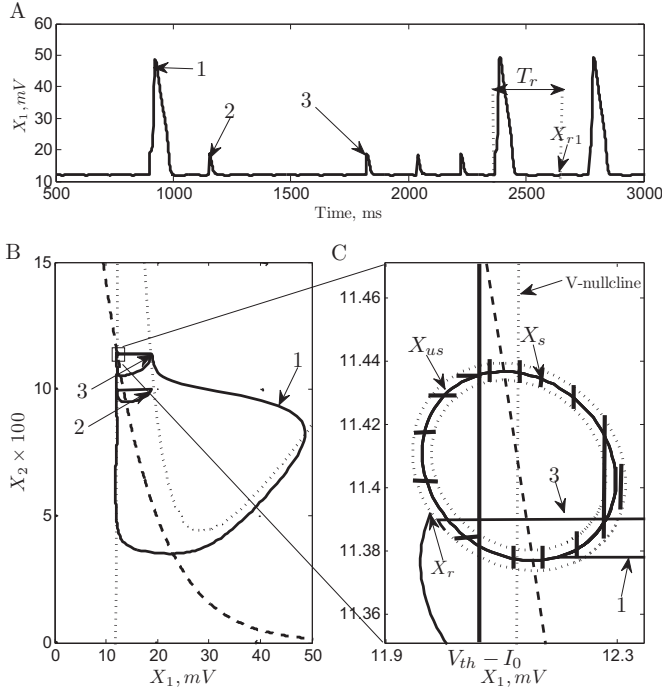 A
X₁, mV
60
50
40
30
20
10
1
2
3
Tᵣ
Xᵣ₁
500
1000
1500
2000
2500
3000
Time, ms
B
X₂ × 100
15
10
5
0
1
3
2
0
10
20
30
40
50
X₁, mV
C
11.46
11.44
11.42
11.4
11.38
11.36
V-nullcline
Xᵤₛ
Xₛ
3
Xᵣ
1
11.9
V_th − I₀
12.3
X₁, mV